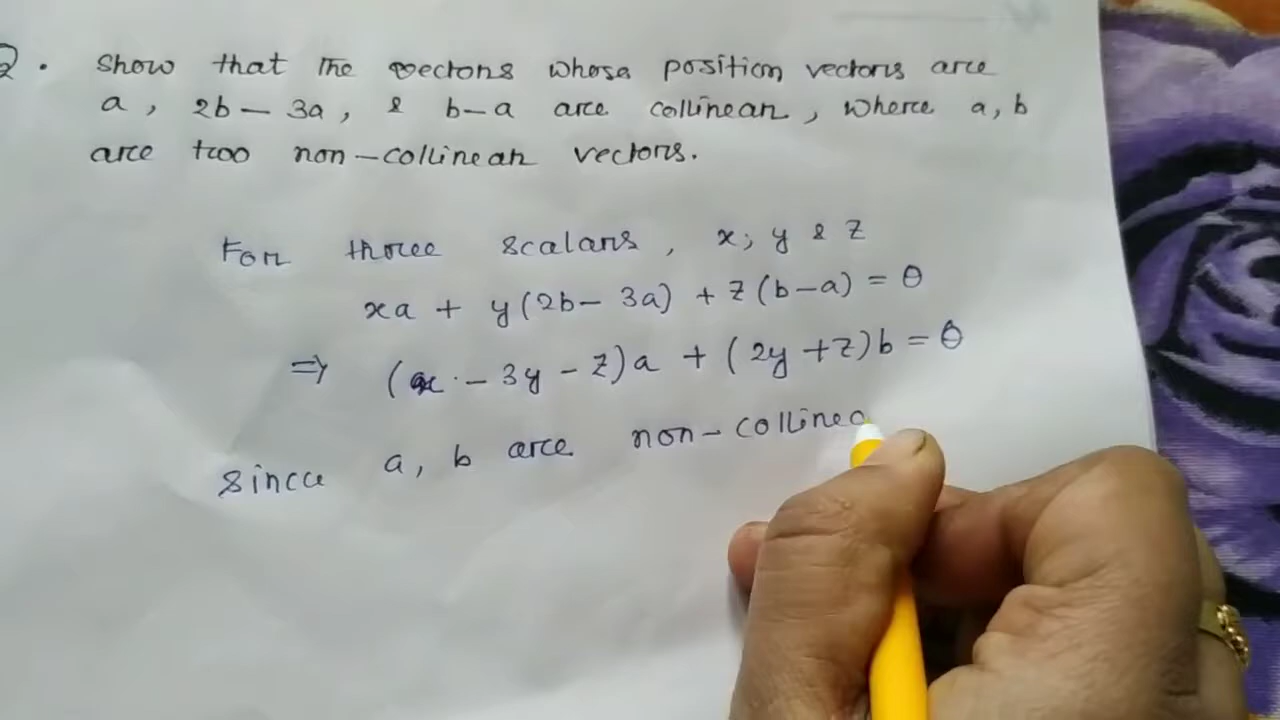 2. Show that the vectors whose position vectors are
a, 2b - 3a, & b-a are collinear, where a, b
are two non-collinear vectors.
For three scalars, x, y & z
xa + y(2b - 3a) + z(b-a) = θ
⇒ (x - 3y - z)a + (2y + z)b = θ
Since a, b are non-collinea